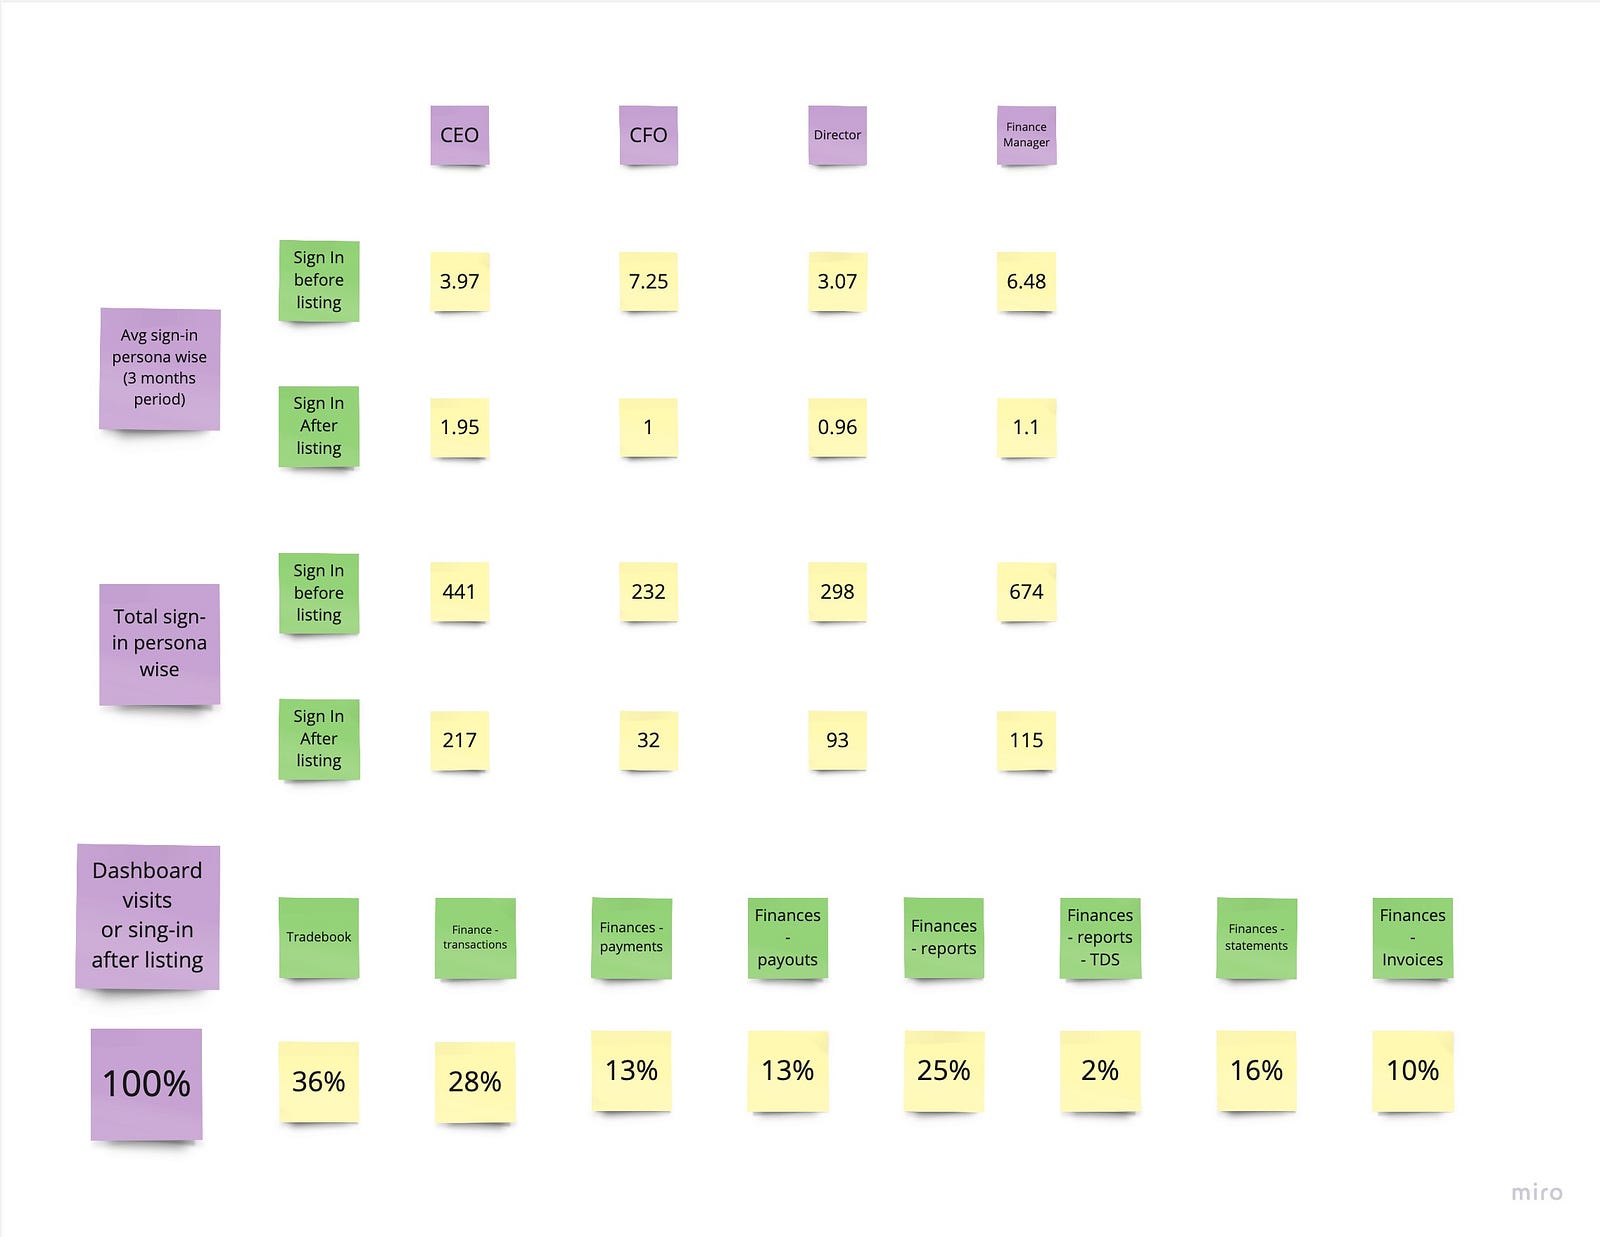 CEO
CFO
Director
Finance
Manager
Sign In
before
listing
3.97
7.25
3.07
6.48
Avg sign-in
persona wise
(3 months
period)
Sign In
After
listing
1.95
1
0.96
1.1
Sign In
before
listing
441
232
298
674
Total sign-
in persona
wise
Sign In
After
listing
217
32
93
115
Dashboard
visits
or sing-in
after listing
Tradebook
Finance -
transactions
Finances -
payments
Finances
-
payouts
Finances
- reports
Finances
- reports
- TDS
Finances -
statements
Finances
-
Invoices
100%
36%
28%
13%
13%
25%
2%
16%
10%
miro